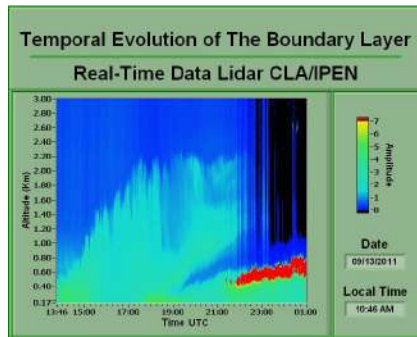 Temporal Evolution of The Boundary Layer
Real-Time Data Lidar CLA/IPEN
3.00
2.80
2.60
2.40
2.20
2.00
1.80
1.60
1.40
1.20
1.00
0.80
0.60
0.40
0.17
Altitude (Km)
13:46 15:00 17:00 19:00 21:00 23:00 01:00
Time UTC
7
6
5
4
3
2
1
0
Amplitude
Date
09/13/2011
Local Time
10:46 AM